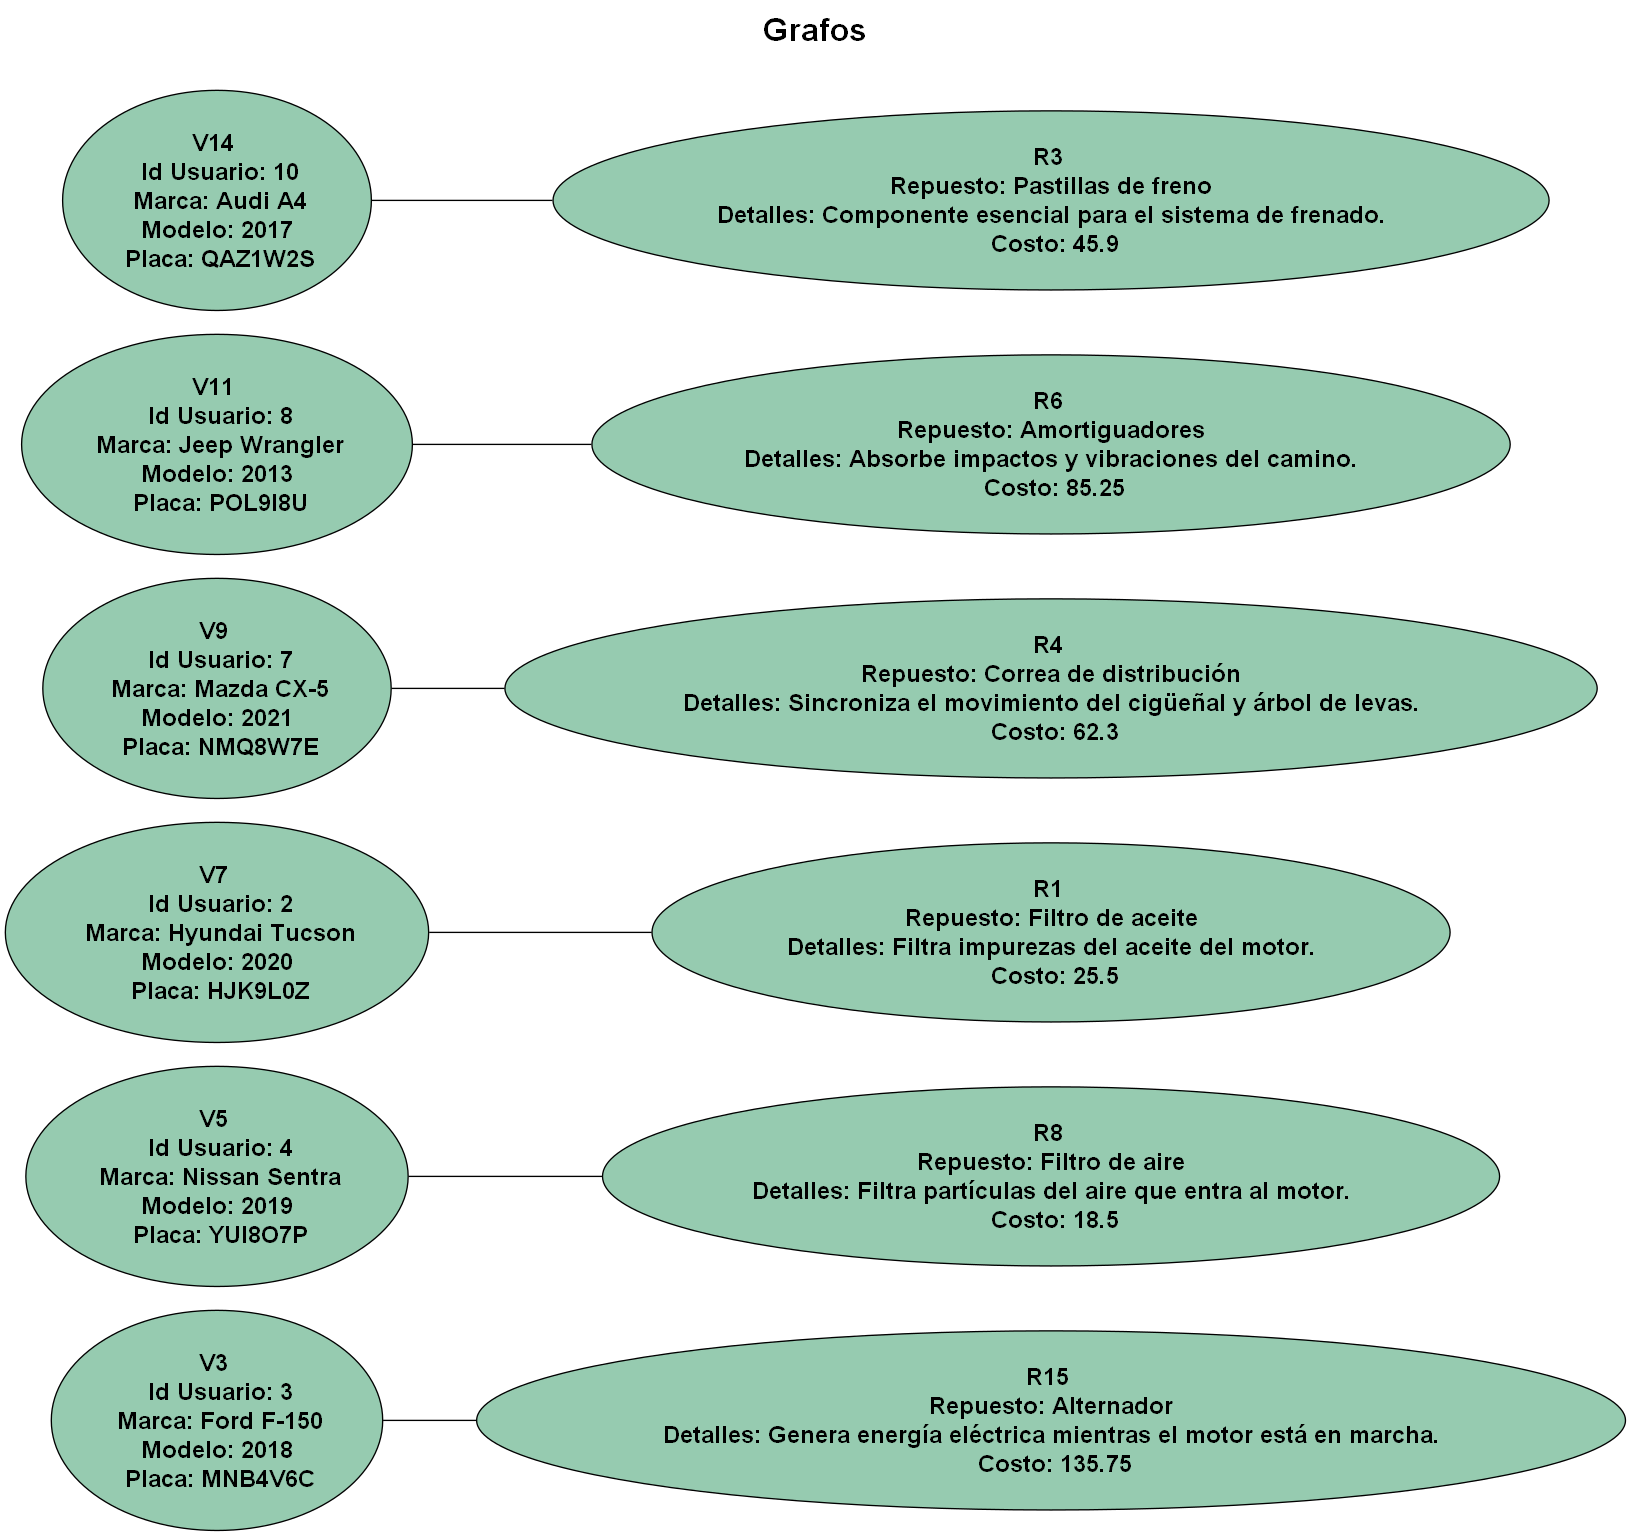 Grafos
V14
Id Usuario: 10
Marca: Audi A4
Modelo: 2017
Placa: QAZ1W2S
R3
Repuesto: Pastillas de freno
Detalles: Componente esencial para el sistema de frenado.
Costo: 45.9
V11
Id Usuario: 8
Marca: Jeep Wrangler
Modelo: 2013
Placa: POL9I8U
R6
Repuesto: Amortiguadores
Detalles: Absorbe impactos y vibraciones del camino.
Costo: 85.25
V9
Id Usuario: 7
Marca: Mazda CX-5
Modelo: 2021
Placa: NMQ8W7E
R4
Repuesto: Correa de distribución
Detalles: Sincroniza el movimiento del cigüeñal y árbol de levas.
Costo: 62.3
V7
Id Usuario: 2
Marca: Hyundai Tucson
Modelo: 2020
Placa: HJK9L0Z
R1
Repuesto: Filtro de aceite
Detalles: Filtra impurezas del aceite del motor.
Costo: 25.5
V5
Id Usuario: 4
Marca: Nissan Sentra
Modelo: 2019
Placa: YUI8O7P
R8
Repuesto: Filtro de aire
Detalles: Filtra partículas del aire que entra al motor.
Costo: 18.5
V3
Id Usuario: 3
Marca: Ford F-150
Modelo: 2018
Placa: MNB4V6C
R15
Repuesto: Alternador
Detalles: Genera energía eléctrica mientras el motor está en marcha.
Costo: 135.75